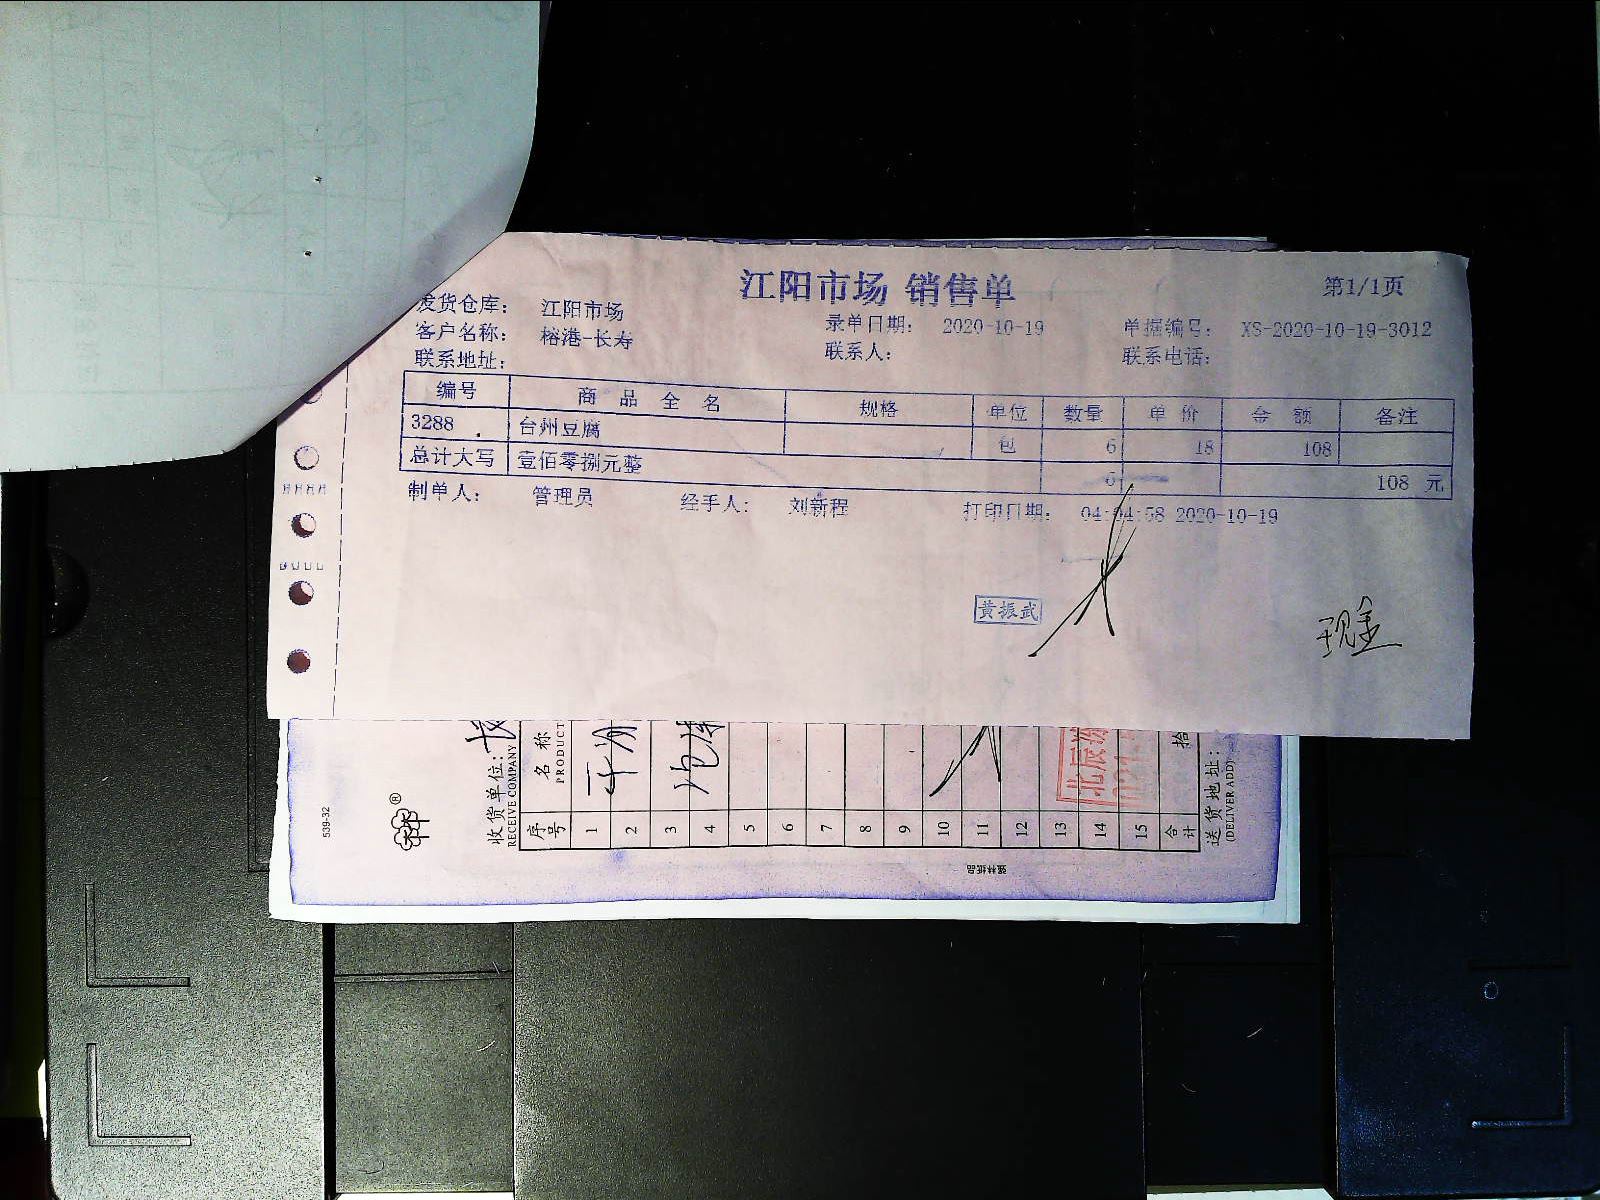 江阳市场 销售单
第1/1页
发货仓库： 江阳市场
录单日期： 2020-10-19
单据编号： XS-2020-10-19-3012
客户名称： 榕港-长寿
联系人：
联系电话：
联系地址：
编号 商品全名 规格 单位 数量 单价 金额 备注
3288 台州豆腐 包 6 18 108
总计大写 壹佰零捌元整 6 108 元
制单人： 管理员 经手人： 刘新程 打印日期： 04:04:58 2020-10-19
黄振武
现金
539-32
收货单位：
RECEIVE COMPANY
序号 名称
PRODUCT
1
2
3
4
5
6
7
8
9
10
11
12
13
14
15
合计 拾
送货地址：
(DELIVER ADD)
北辰